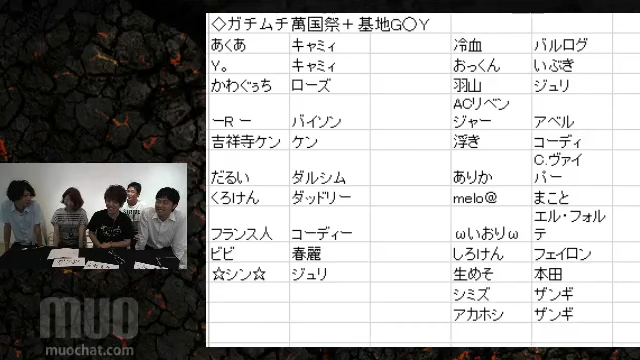 ◇ガチムチ萬国祭＋基地G〇Y
あくあ キャミィ 冷血 バルログ
Y。 キャミィ おっくん いぶき
かわぐぅち ローズ 羽山 ジュリ
ACリベン
ーR ー バイソン ジャー アベル
吉祥寺ケン ケン 浮き コーディ
C.ヴァイ
だるい ダルシム ありか パー
くろけん ダッドリー melo@ まこと
エル・フォル
フランス人 コーディー ωいおりω テ
ビビ 春麗 しろけん フェイロン
☆シン☆ ジュリ 生めそ 本田
シミズ ザンギ
アカホシ ザンギ
MUO
muochat.com